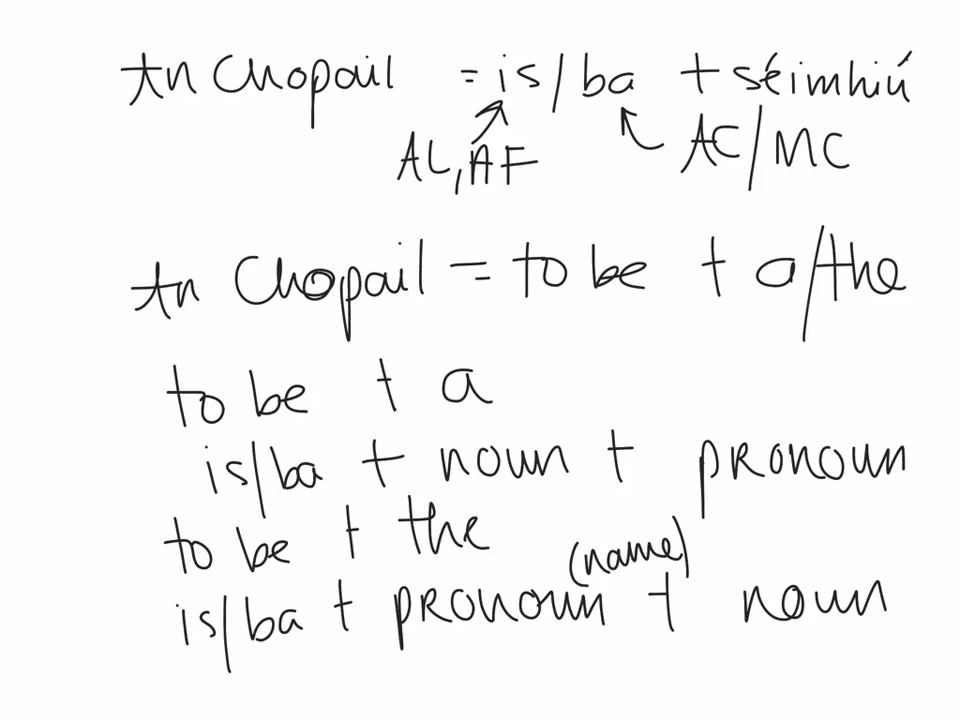 An Chopail = is/ba + séimhiú
AL, AF AC/MC
An Chopail = to be + a/the
to be + a
is/ba + noun + pronoun
to be + the
(name)
is/ba + pronoun + noun